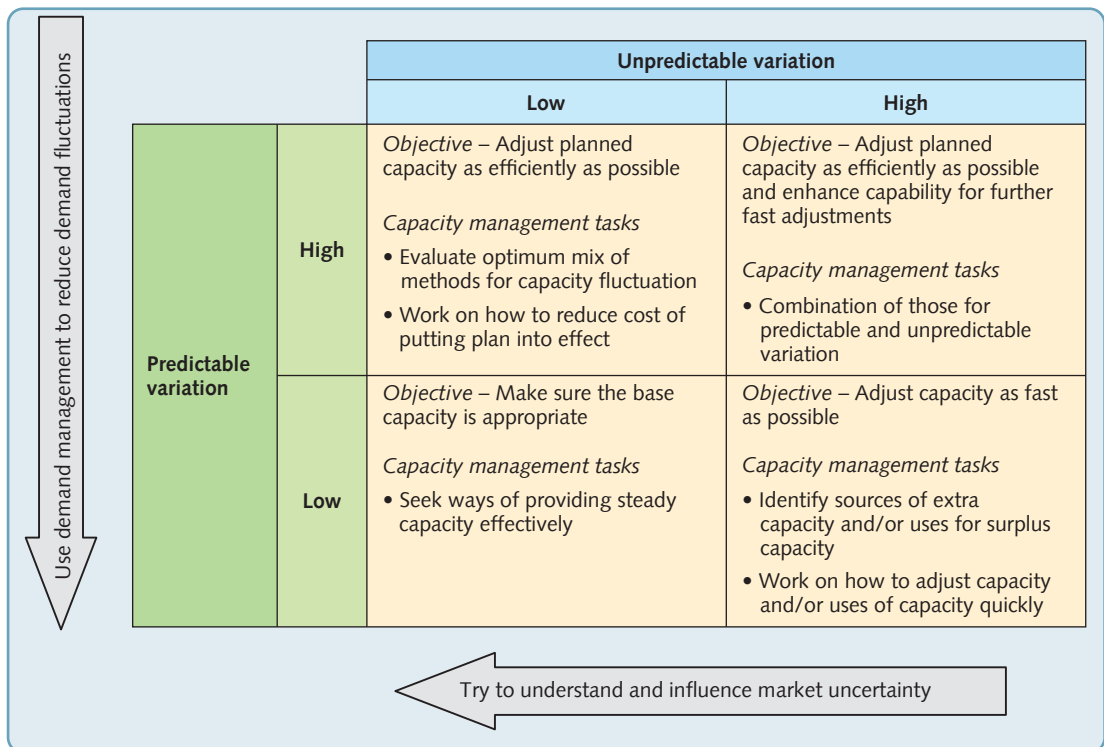 Use demand management to reduce demand fluctuations
Unpredictable variation
Low
High
Predictable
variation
High
Objective – Adjust planned
capacity as efficiently as possible
Capacity management tasks
• Evaluate optimum mix of
methods for capacity fluctuation
• Work on how to reduce cost of
putting plan into effect
Objective – Adjust planned
capacity as efficiently as possible
and enhance capability for further
fast adjustments
Capacity management tasks
• Combination of those for
predictable and unpredictable
variation
Low
Objective – Make sure the base
capacity is appropriate
Capacity management tasks
• Seek ways of providing steady
capacity effectively
Objective – Adjust capacity as fast
as possible
Capacity management tasks
• Identify sources of extra
capacity and/or uses for surplus
capacity
• Work on how to adjust capacity
and/or uses of capacity quickly
Try to understand and influence market uncertainty